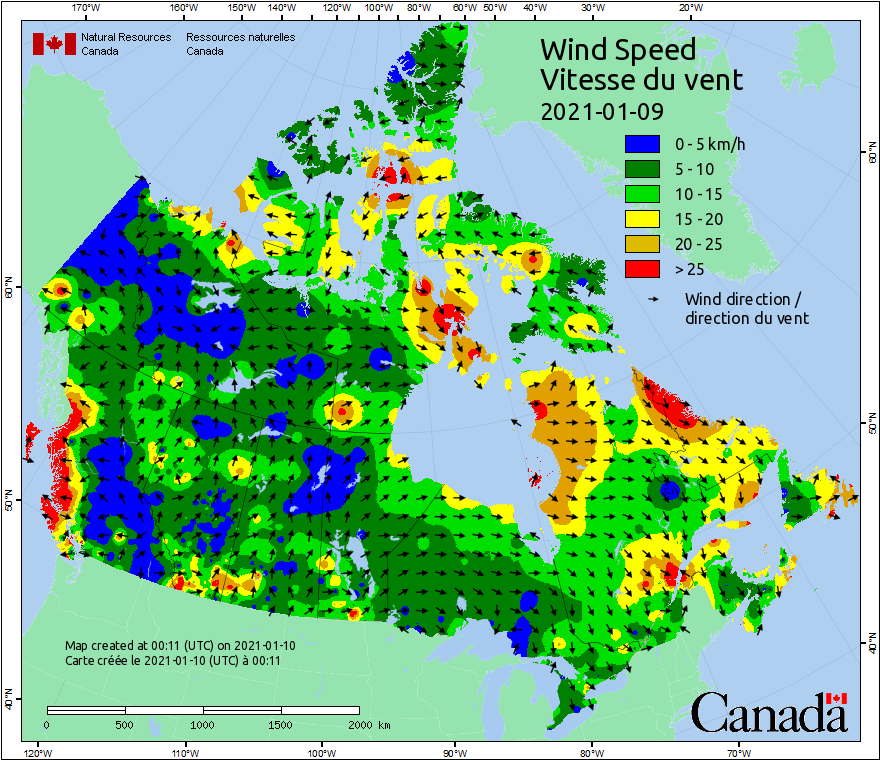 170°W 160°W 150°W 140°W 120°W 100°W 80°W 60°W 50°W 40°W 30°W 20°W
Natural Resources Canada
Ressources naturelles Canada
Wind Speed
Vitesse du vent
2021-01-09
0 - 5 km/h
5 - 10
10 - 15
15 - 20
20 - 25
> 25
Wind direction /
direction du vent
60°N
60°N
50°N
50°N
40°N
40°N
Map created at 00:11 (UTC) on 2021-01-10
Carte créée le 2021-01-10 (UTC) à 00:11
0 500 1000 1500 2000 km
Canada
120°W 110°W 100°W 90°W 80°W 70°W